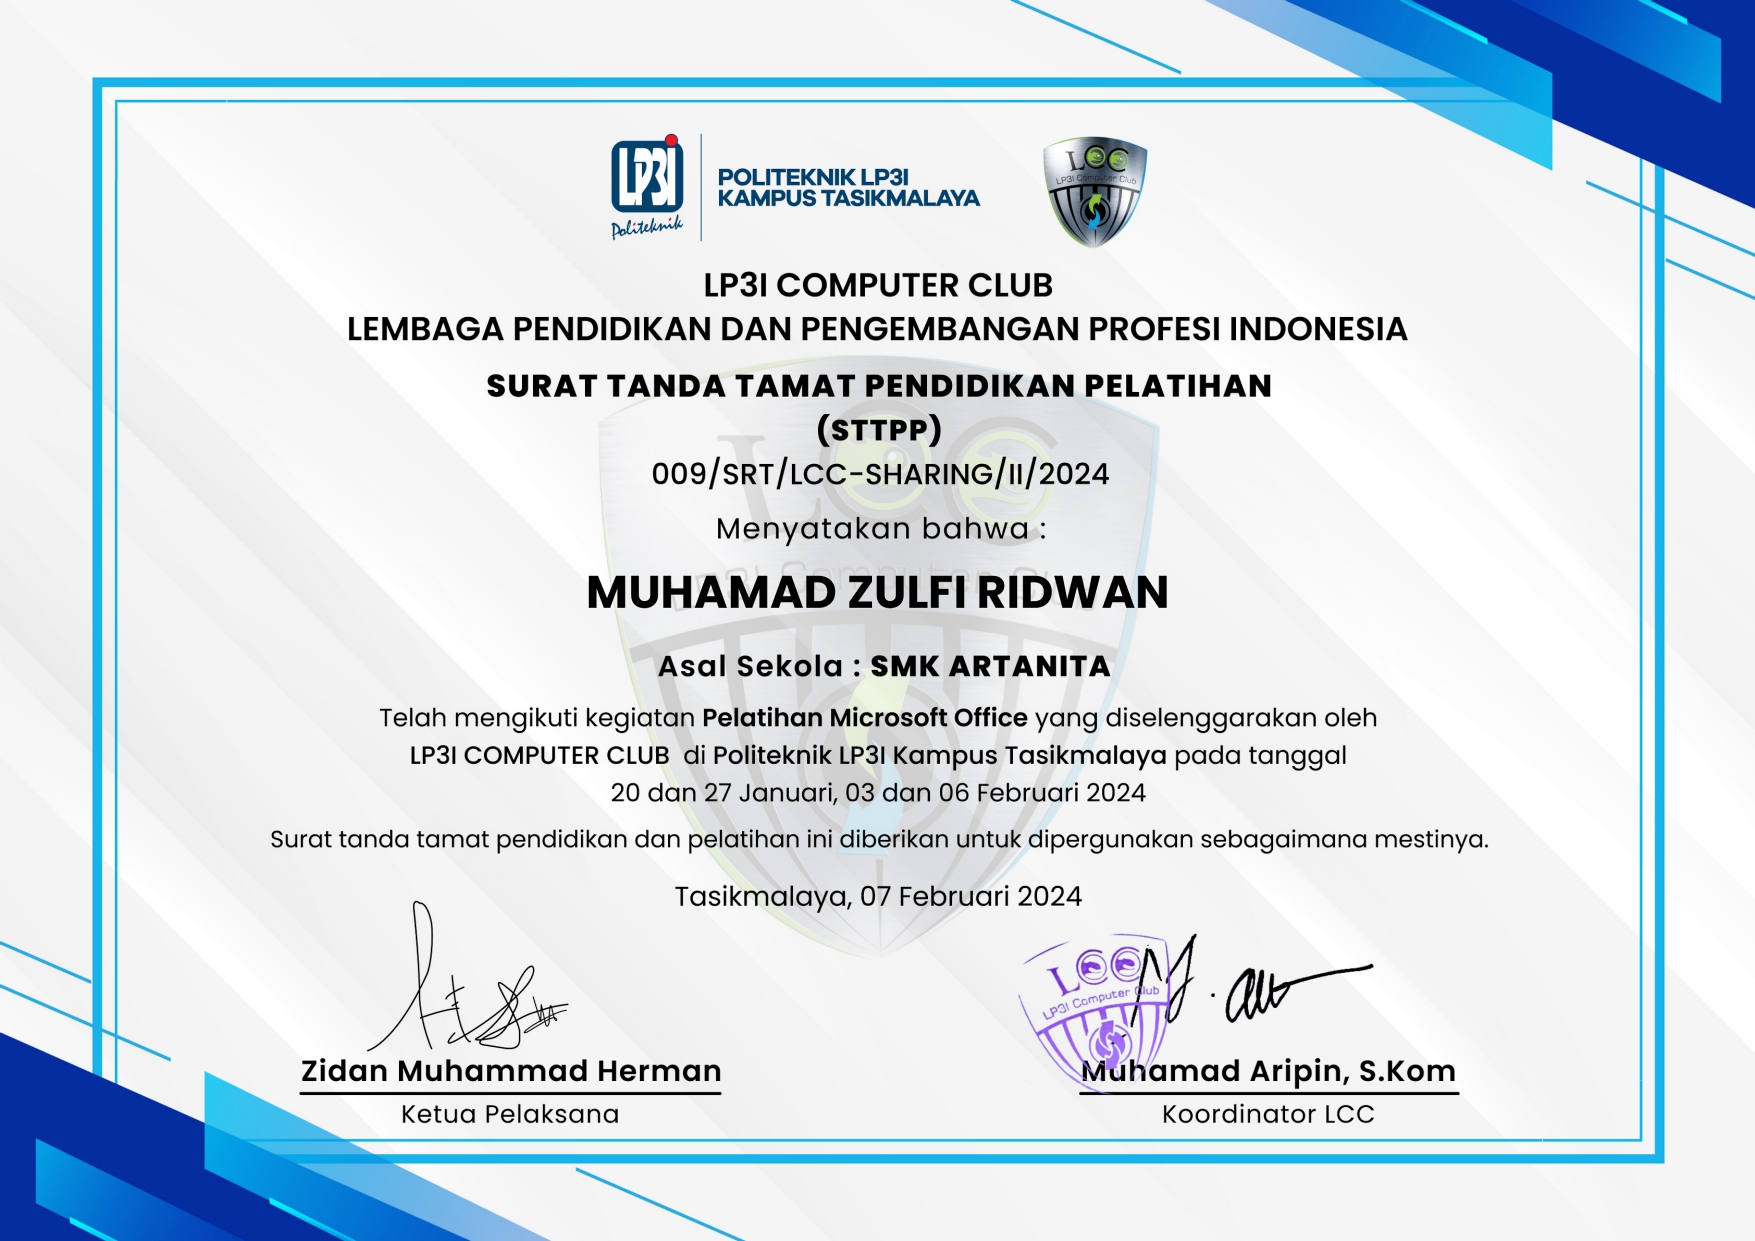 LP3I
Politeknik
POLITEKNIK LP3I
KAMPUS TASIKMALAYA
LCC
LP3I Computer Club
LP3I COMPUTER CLUB
LEMBAGA PENDIDIKAN DAN PENGEMBANGAN PROFESI INDONESIA
SURAT TANDA TAMAT PENDIDIKAN PELATIHAN
(STTPP)
009/SRT/LCC-SHARING/II/2024
Menyatakan bahwa :
LCC
LP3I Computer Club
MUHAMAD ZULFI RIDWAN
Asal Sekola : SMK ARTANITA
Telah mengikuti kegiatan Pelatihan Microsoft Office yang diselenggarakan oleh
LP3I COMPUTER CLUB di Politeknik LP3I Kampus Tasikmalaya pada tanggal
20 dan 27 Januari, 03 dan 06 Februari 2024
Surat tanda tamat pendidikan dan pelatihan ini diberikan untuk dipergunakan sebagaimana mestinya.
Tasikmalaya, 07 Februari 2024
LCC
LP3I Computer Club
Zidan Muhammad Herman
Ketua Pelaksana
Muhamad Aripin, S.Kom
Koordinator LCC